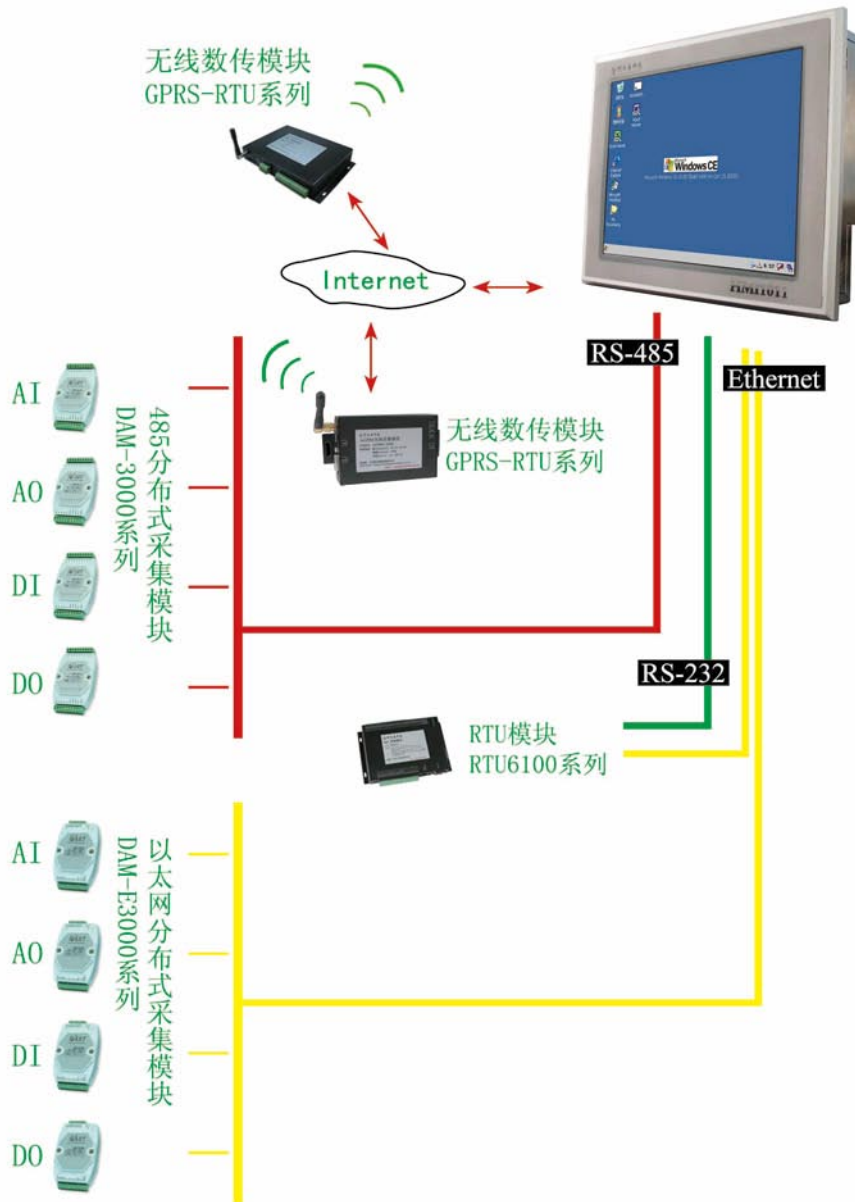 无线数传模块
GPRS-RTU系列
Windows CE
Internet
RS-485
Ethernet
无线数传模块
GPRS-RTU系列
AI
AO
DI
DO
485分布式采集模块
DAM-3000系列
RS-232
RTU模块
RTU6100系列
AI
AO
DI
DO
以太网分布式采集模块
DAM-E3000系列